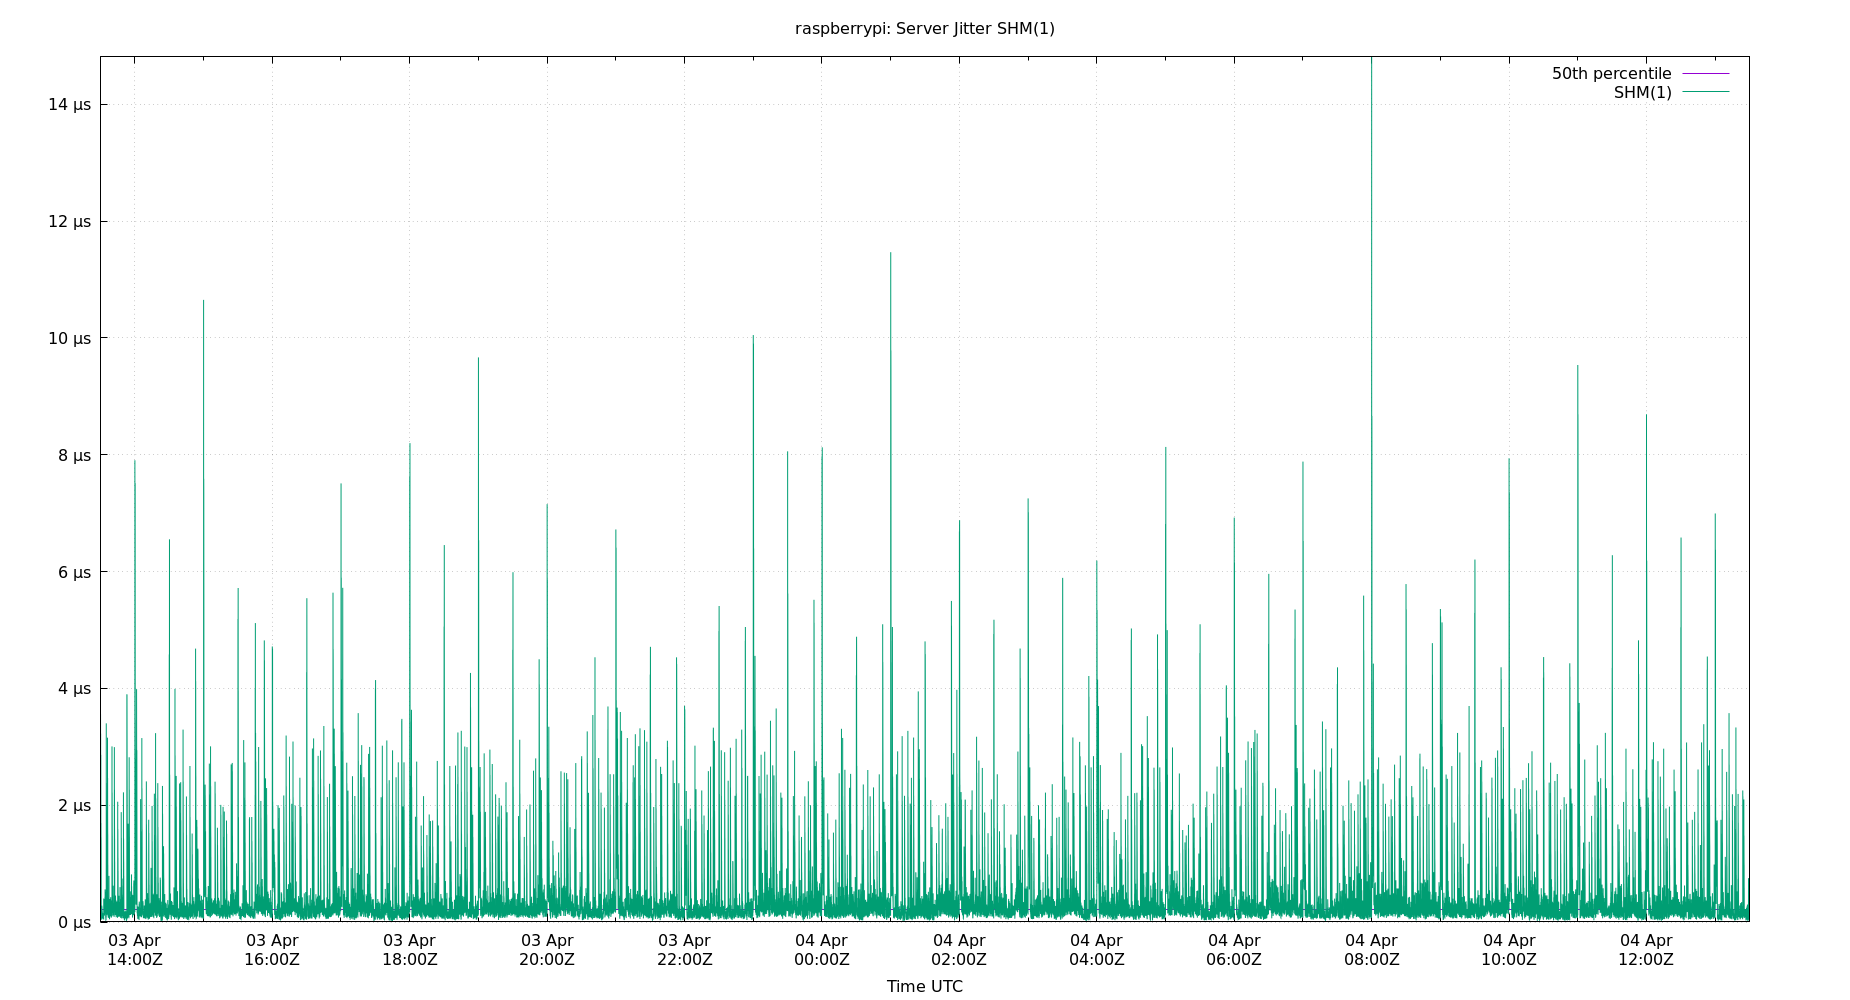 raspberrypi: Server Jitter SHM(1)
50th percentile
SHM(1)
14 µs
12 µs
10 µs
8 µs
6 µs
4 µs
2 µs
0 µs
03 Apr 03 Apr 03 Apr 03 Apr 03 Apr 04 Apr 04 Apr 04 Apr 04 Apr 04 Apr 04 Apr 04 Apr
14:00Z 16:00Z 18:00Z 20:00Z 22:00Z 00:00Z 02:00Z 04:00Z 06:00Z 08:00Z 10:00Z 12:00Z
Time UTC